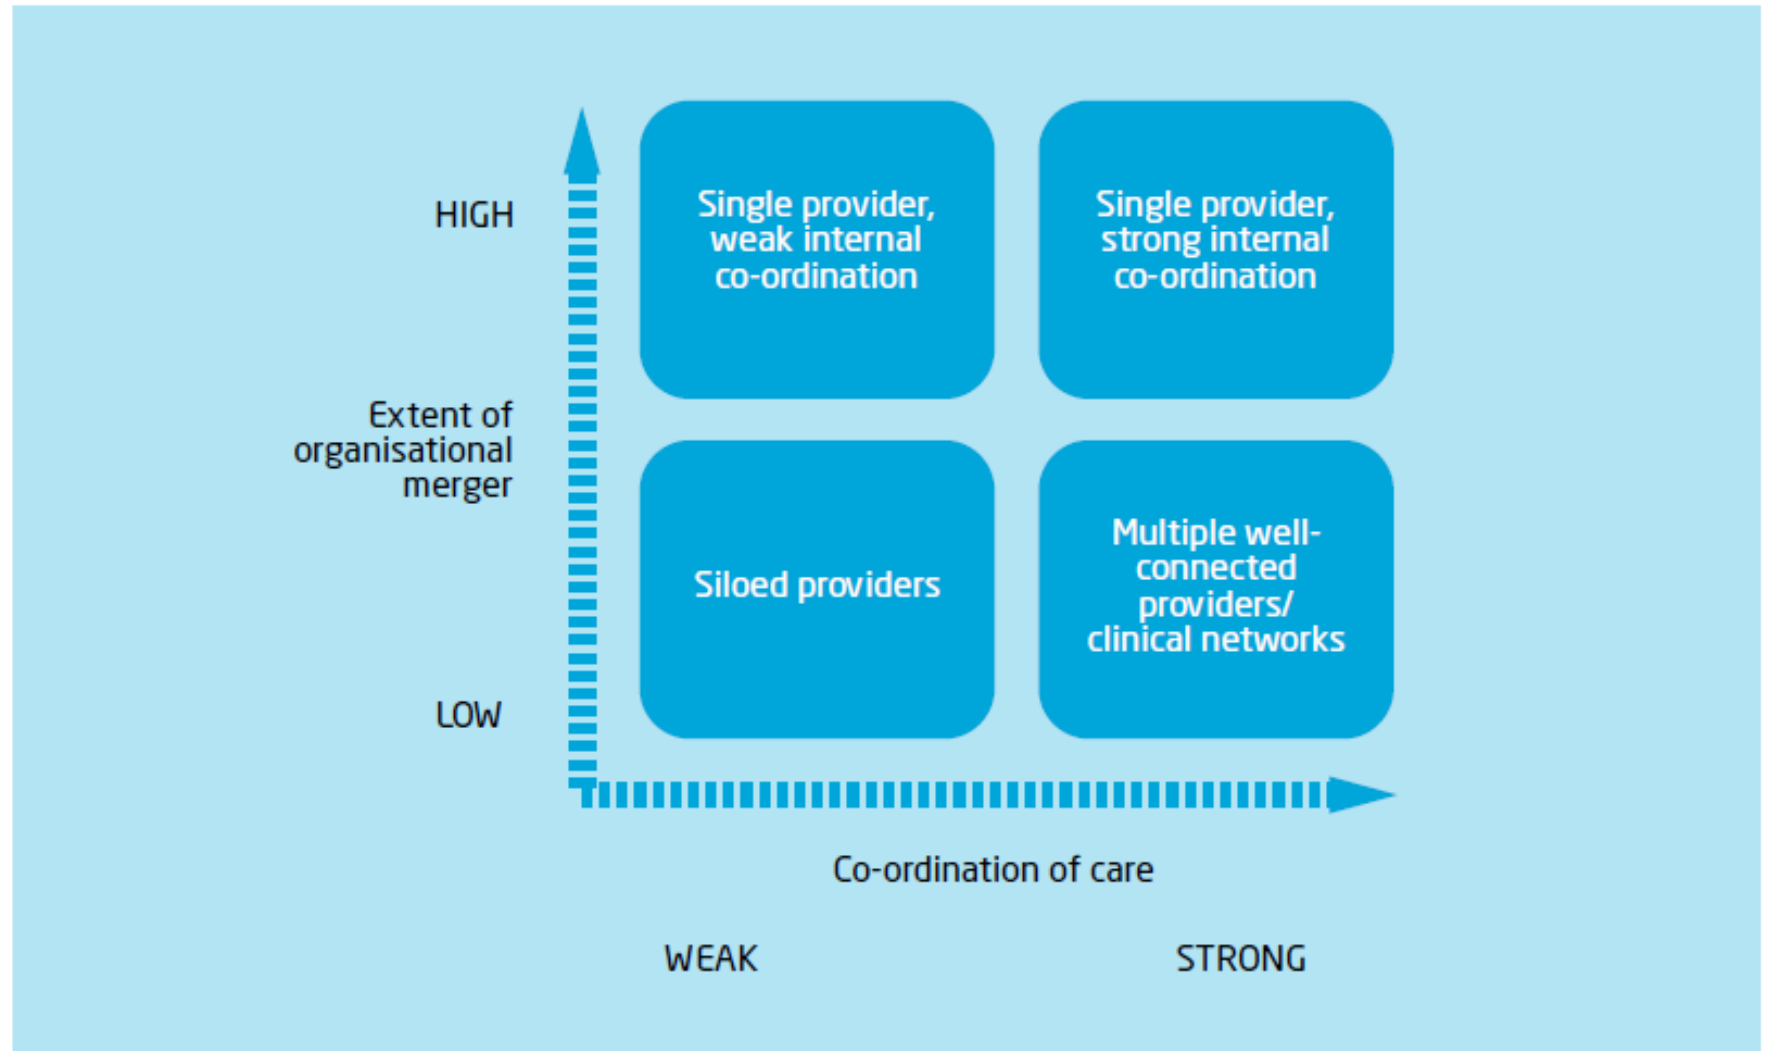 HIGH
Single provider,
weak internal
co-ordination
Single provider,
strong internal
co-ordination
Extent of
organisational
merger
Siloed providers
Multiple well-
connected
providers/
clinical networks
LOW
Co-ordination of care
WEAK
STRONG